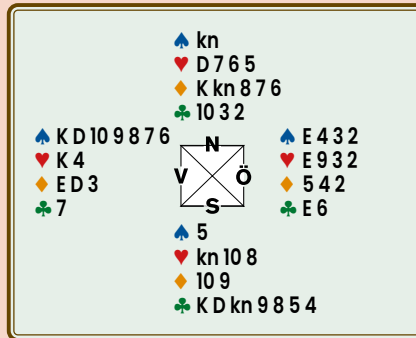 ♠ kn
♥ D 7 6 5
♦ K kn 8 7 6
♣ 10 3 2
♠ K D 10 9 8 7 6
♥ K 4
♦ E D 3
♣ 7
N
V Ö
S
♠ E 4 3 2
♥ E 9 3 2
♦ 5 4 2
♣ E 6
♠ 5
♥ kn 10 8
♦ 10 9
♣ K D kn 9 8 5 4